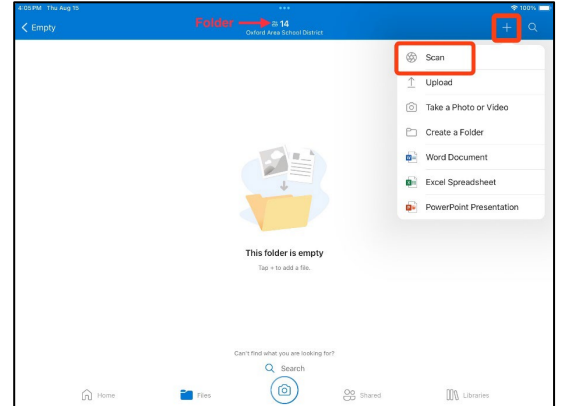 4:05 PM Thu Aug 15
100%
Empty
Folder
14
Oxford Area School District
Scan
Upload
Take a Photo or Video
Create a Folder
Word Document
Excel Spreadsheet
PowerPoint Presentation
This folder is empty
Tap + to add a file.
Can't find what you are looking for?
Search
Home
Files
Shared
Libraries